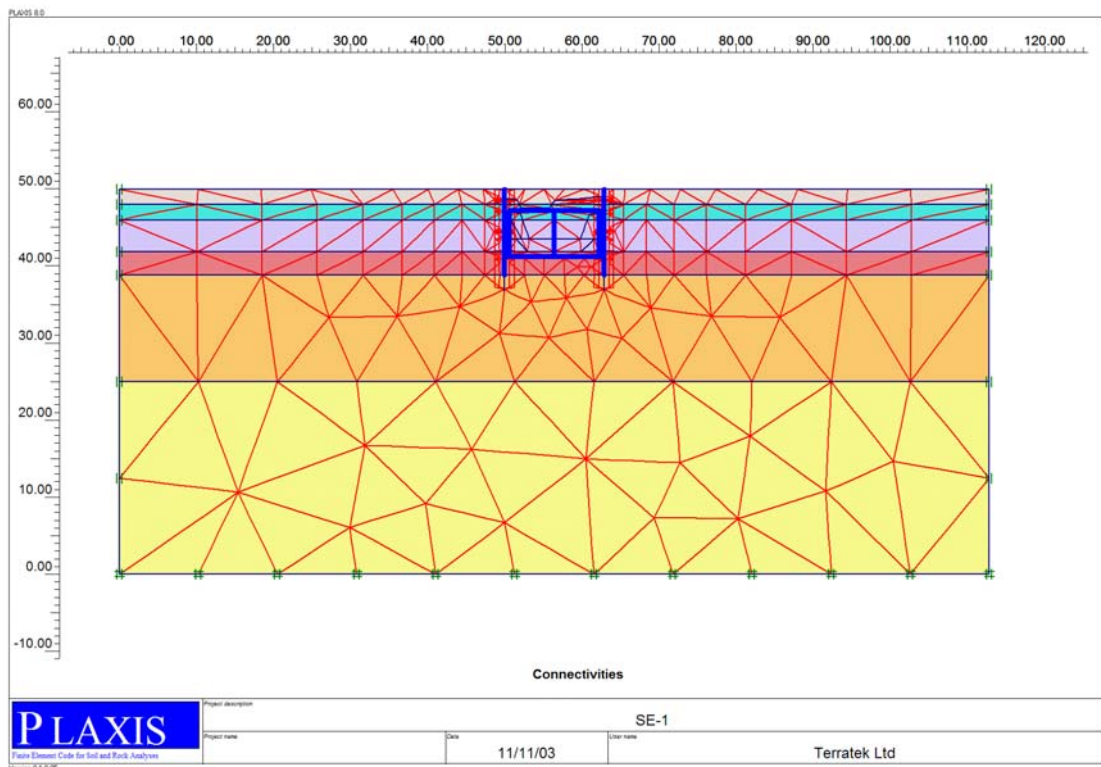 PLAXIS 8.0
0.00 10.00 20.00 30.00 40.00 50.00 60.00 70.00 80.00 90.00 100.00 110.00 120.00
60.00
50.00
40.00
30.00
20.00
10.00
0.00
-10.00
Connectivities
Project description
SE-1
PLAXIS
Finite Element Code for Soil and Rock Analyses
Project name
Date
11/11/03
User name
Terratek Ltd